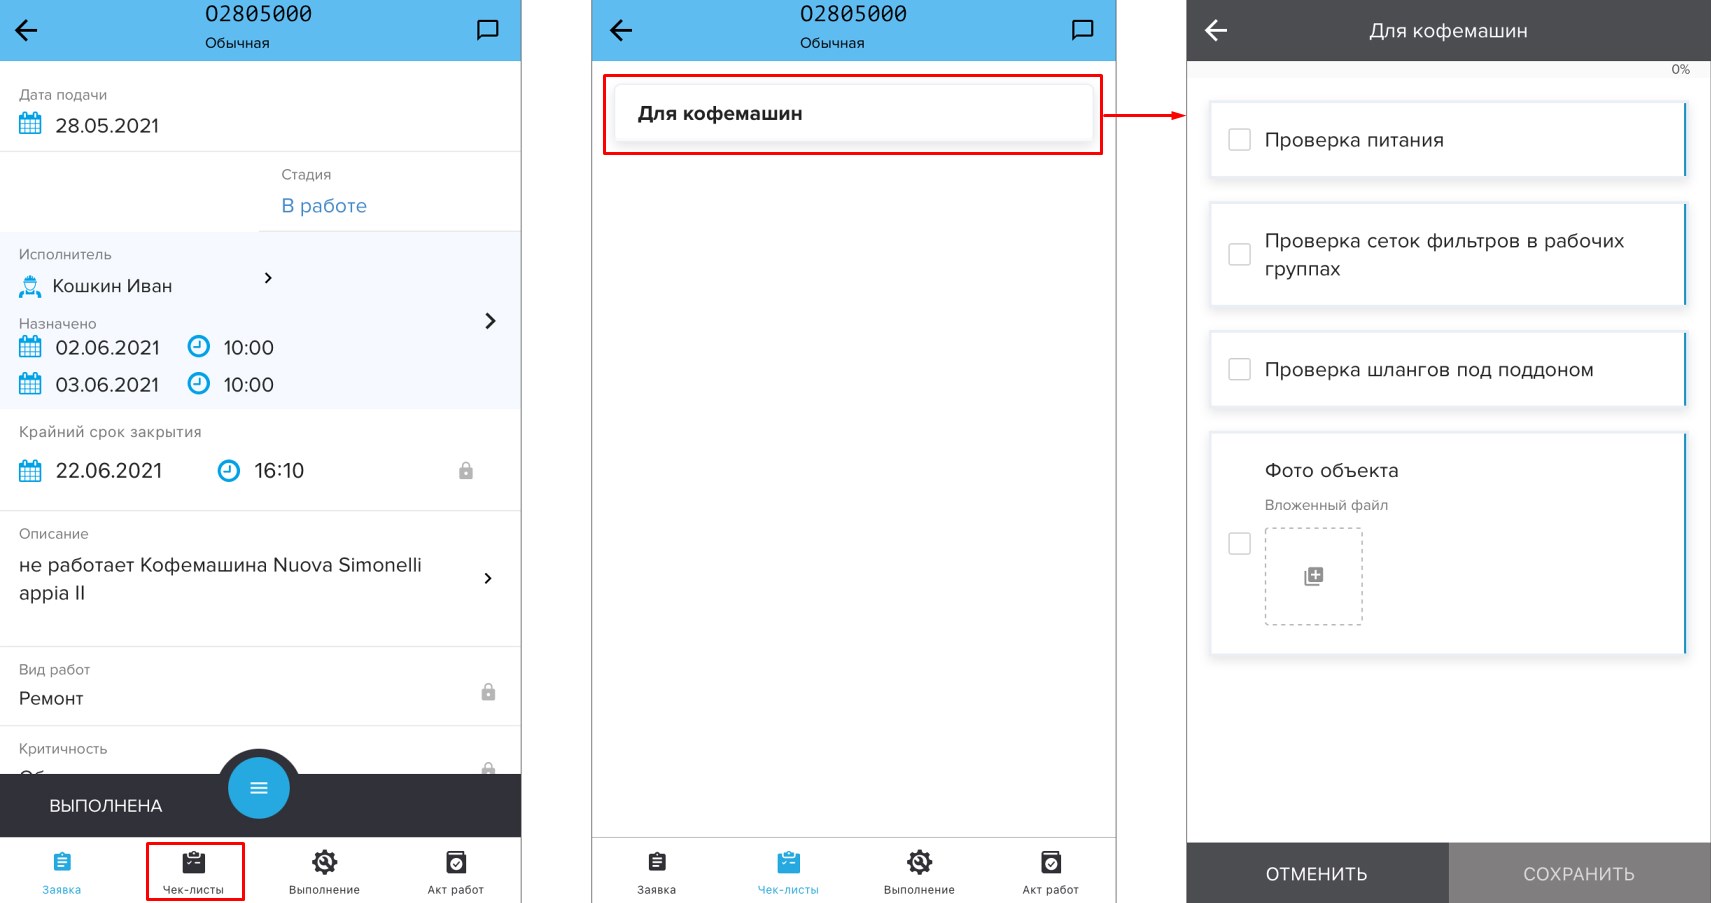 02805000
Обычная
Дата подачи
28.05.2021
Стадия
В работе
Исполнитель
Кошкин Иван
Назначено
02.06.2021 10:00
03.06.2021 10:00
Крайний срок закрытия
22.06.2021 16:10
Описание
не работает Кофемашина Nuova Simonelli
appia II
Вид работ
Ремонт
Критичность
ВЫПОЛНЕНА
Заявка Чек-листы Выполнение Акт работ
02805000
Обычная
Для кофемашин
Заявка Чек-листы Выполнение Акт работ
Для кофемашин
0%
Проверка питания
Проверка сеток фильтров в рабочих
группах
Проверка шлангов под поддоном
Фото объекта
Вложенный файл
ОТМЕНИТЬ СОХРАНИТЬ